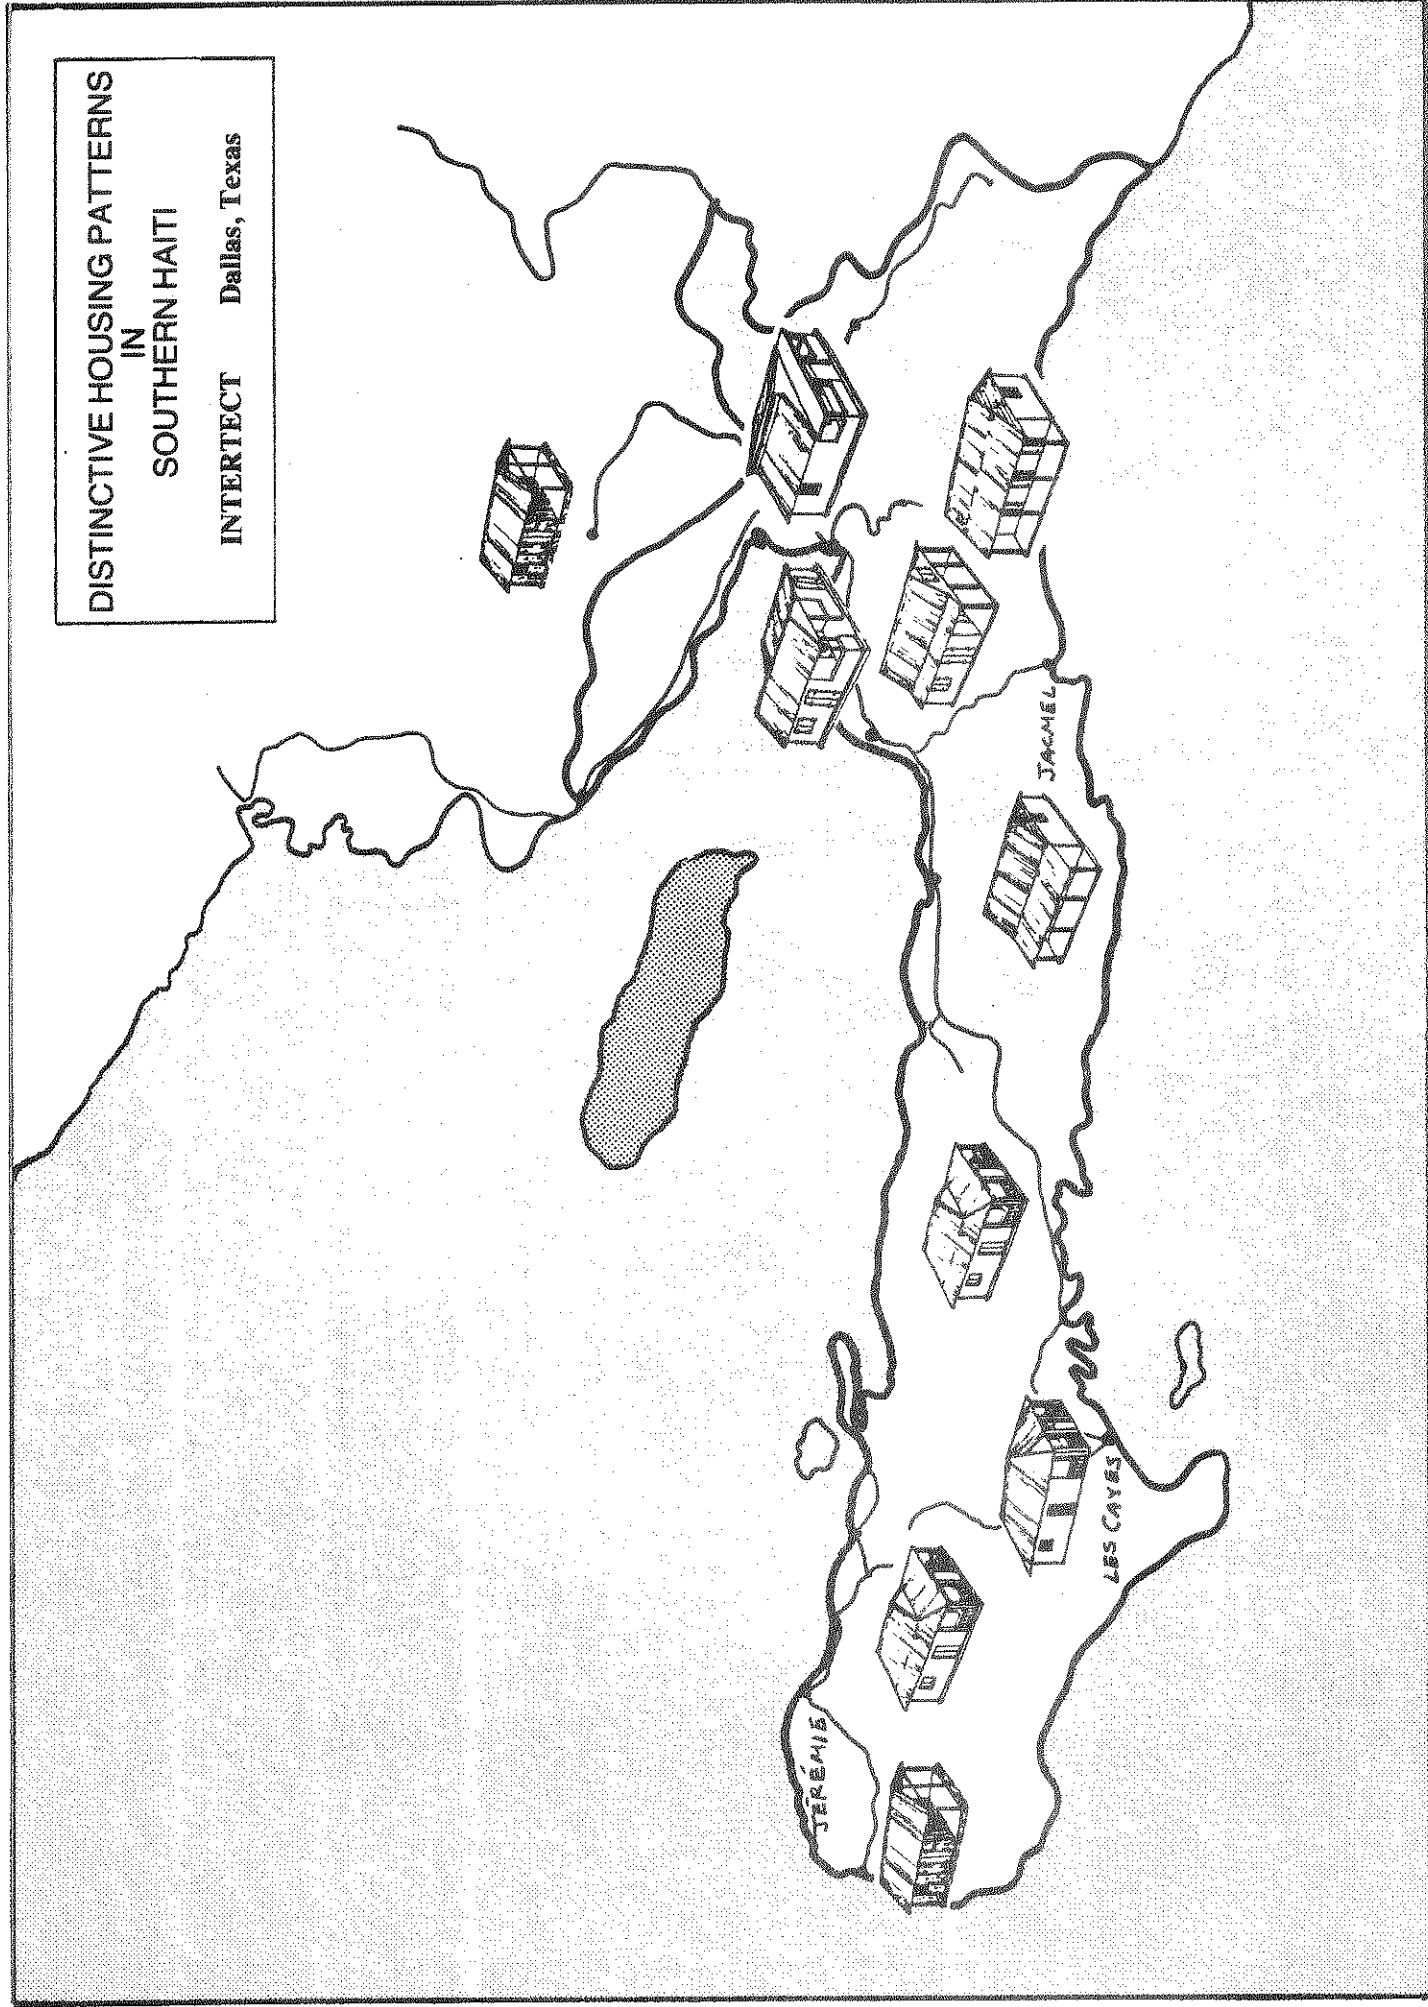 DISTINCTIVE HOUSING PATTERNS
IN
SOUTHERN HAITI
INTERTECT Dallas, Texas
JACMEL
LES CAYES
JÉRÉMIE